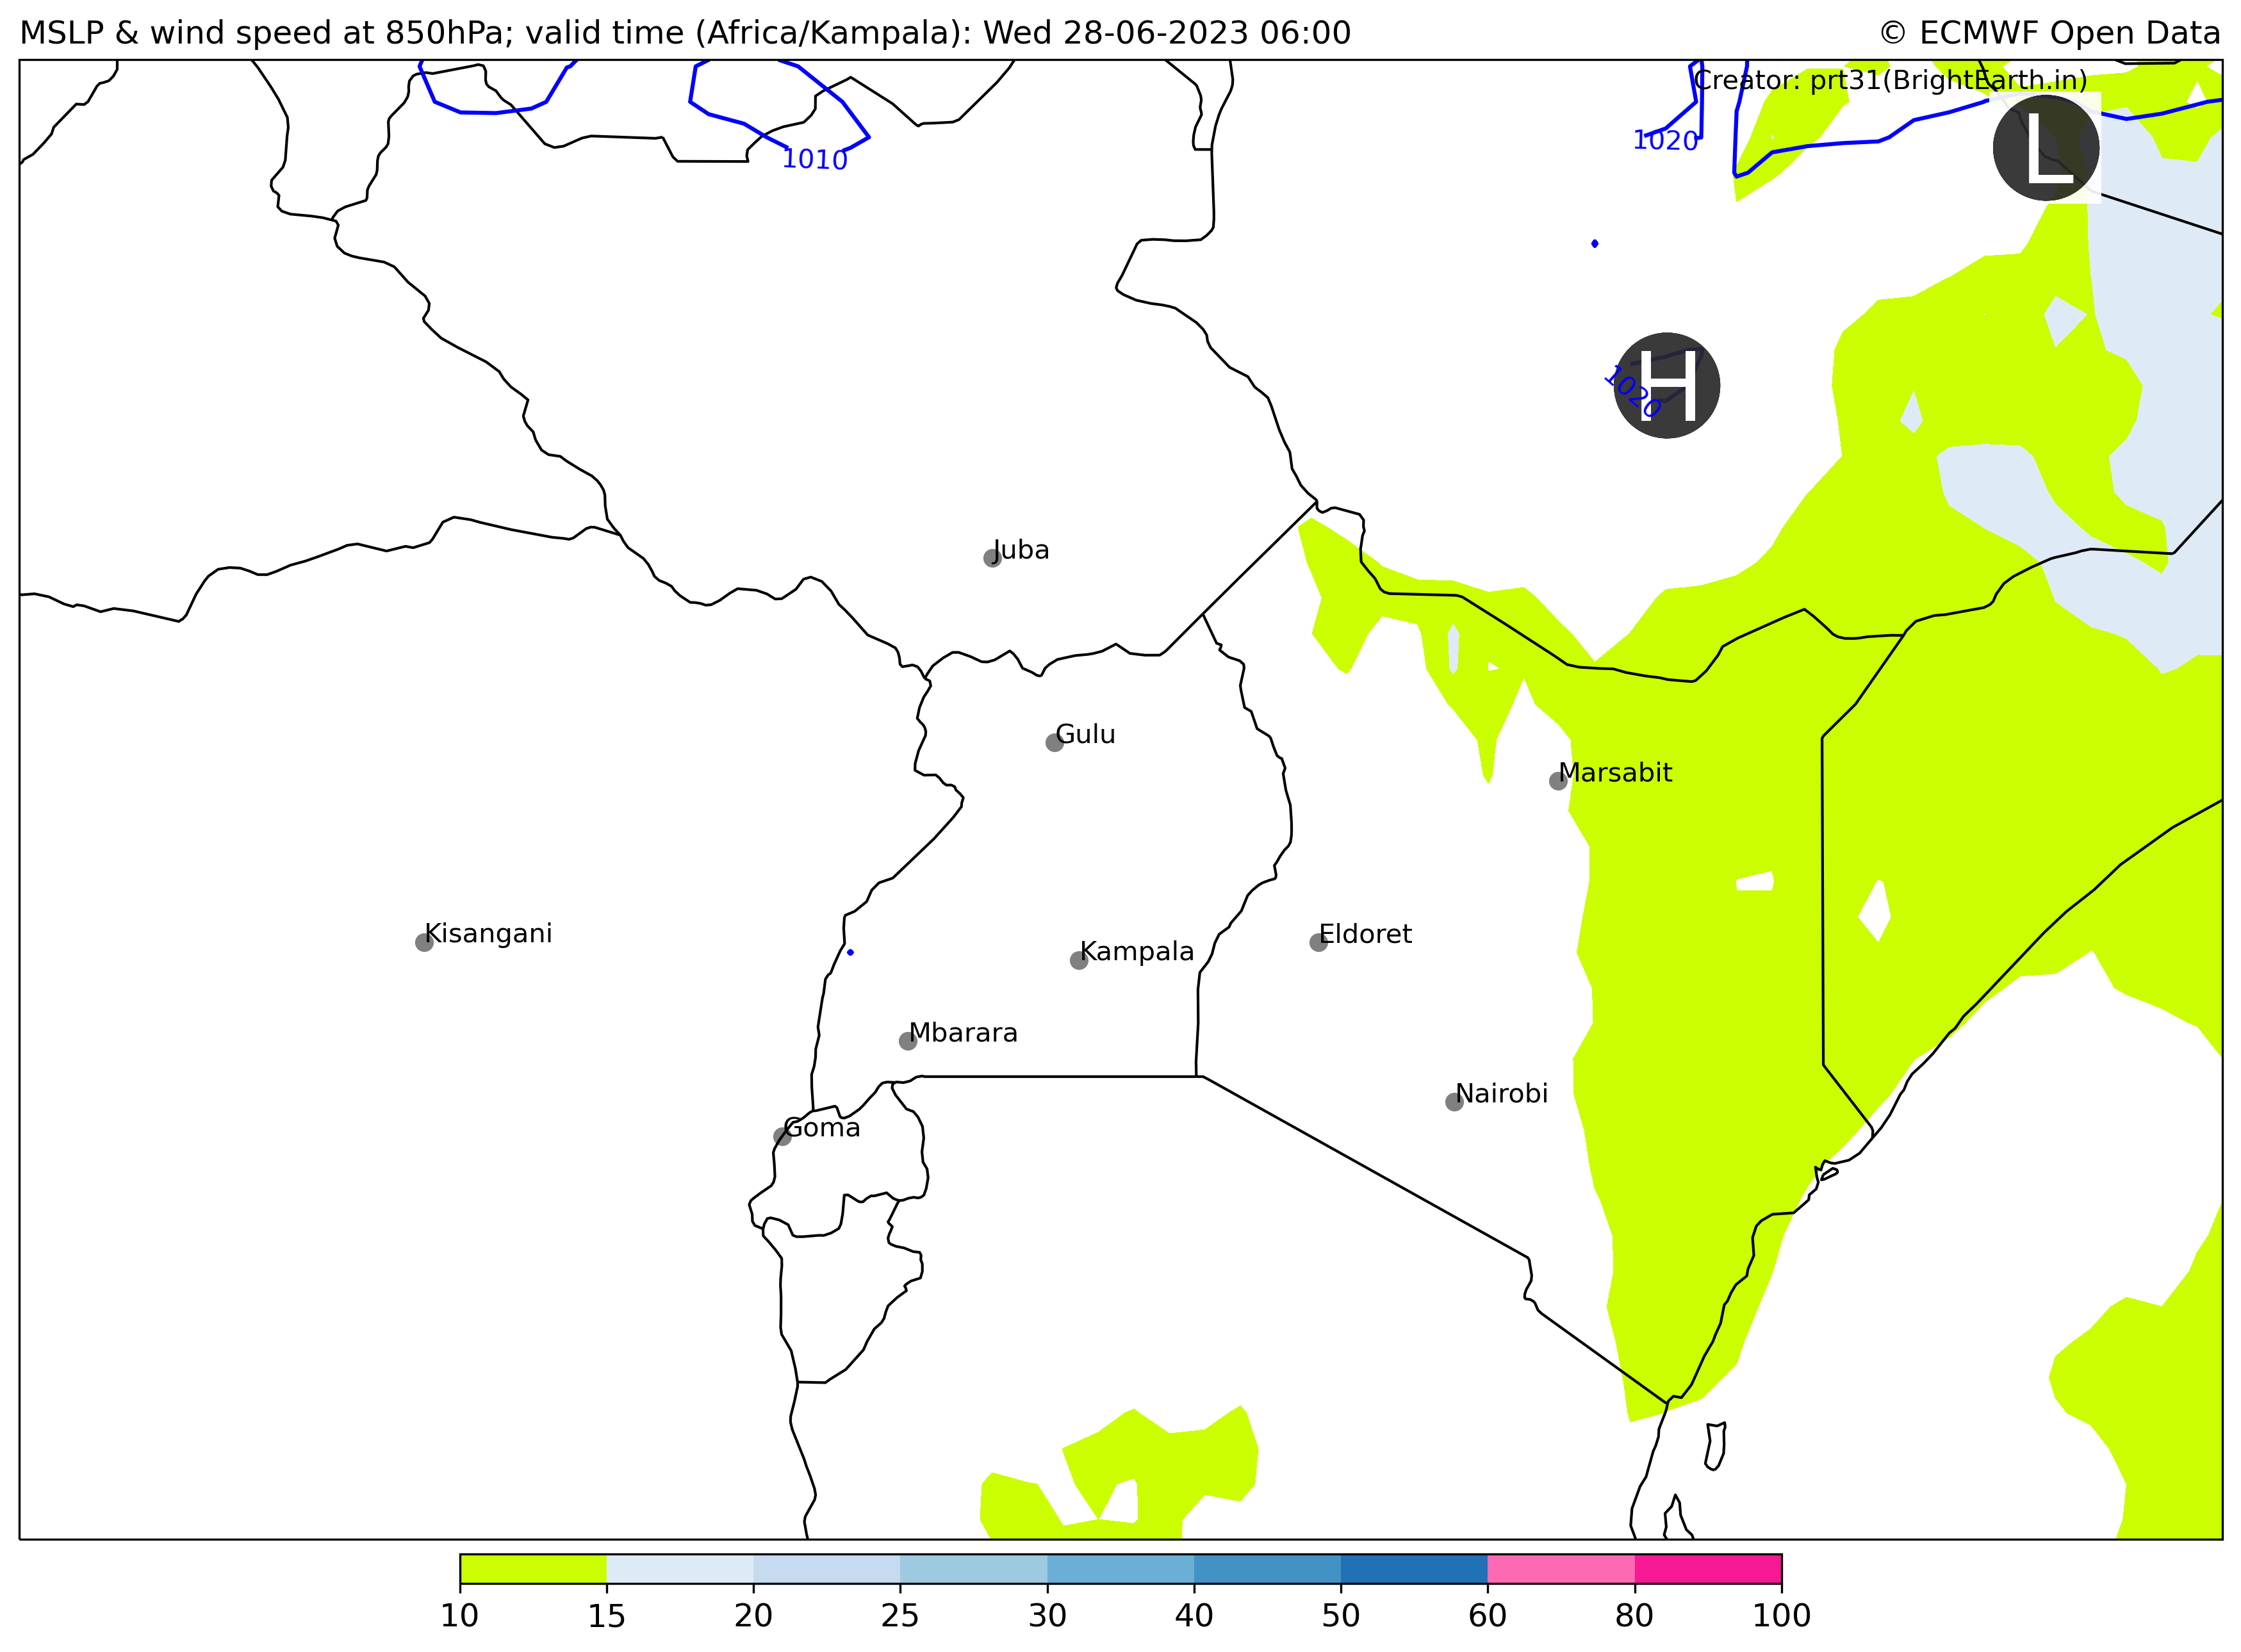 MSLP & wind speed at 850hPa; valid time (Africa/Kampala): Wed 28-06-2023 06:00
© ECMWF Open Data
Creator: prt31(BrightEarth.in)
L
1020
1010
H
1020
Juba
Gulu
Marsabit
Kisangani
Eldoret
Kampala
Mbarara
Nairobi
Goma
10 15 20 25 30 40 50 60 80 100